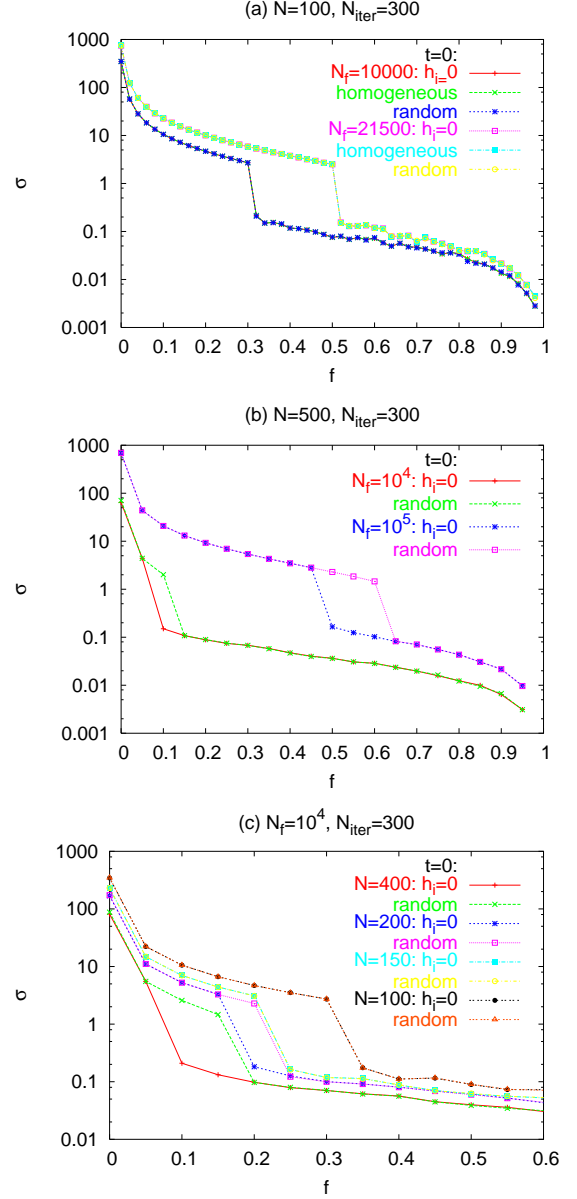 (a) N=100, N_iter=300
1000
100
10
1
0.1
0.01
0.001
σ
t=0:
N_f=10000: h_i=0
homogeneous
random
N_f=21500: h_i=0
homogeneous
random
0 0.1 0.2 0.3 0.4 0.5 0.6 0.7 0.8 0.9 1
f
(b) N=500, N_iter=300
1000
100
10
1
0.1
0.01
0.001
σ
t=0:
N_f=10^4: h_i=0
random
N_f=10^5: h_i=0
random
0 0.1 0.2 0.3 0.4 0.5 0.6 0.7 0.8 0.9 1
f
(c) N_f=10^4, N_iter=300
1000
100
10
1
0.1
0.01
σ
t=0:
N=400: h_i=0
random
N=200: h_i=0
random
N=150: h_i=0
random
N=100: h_i=0
random
0 0.1 0.2 0.3 0.4 0.5 0.6
f